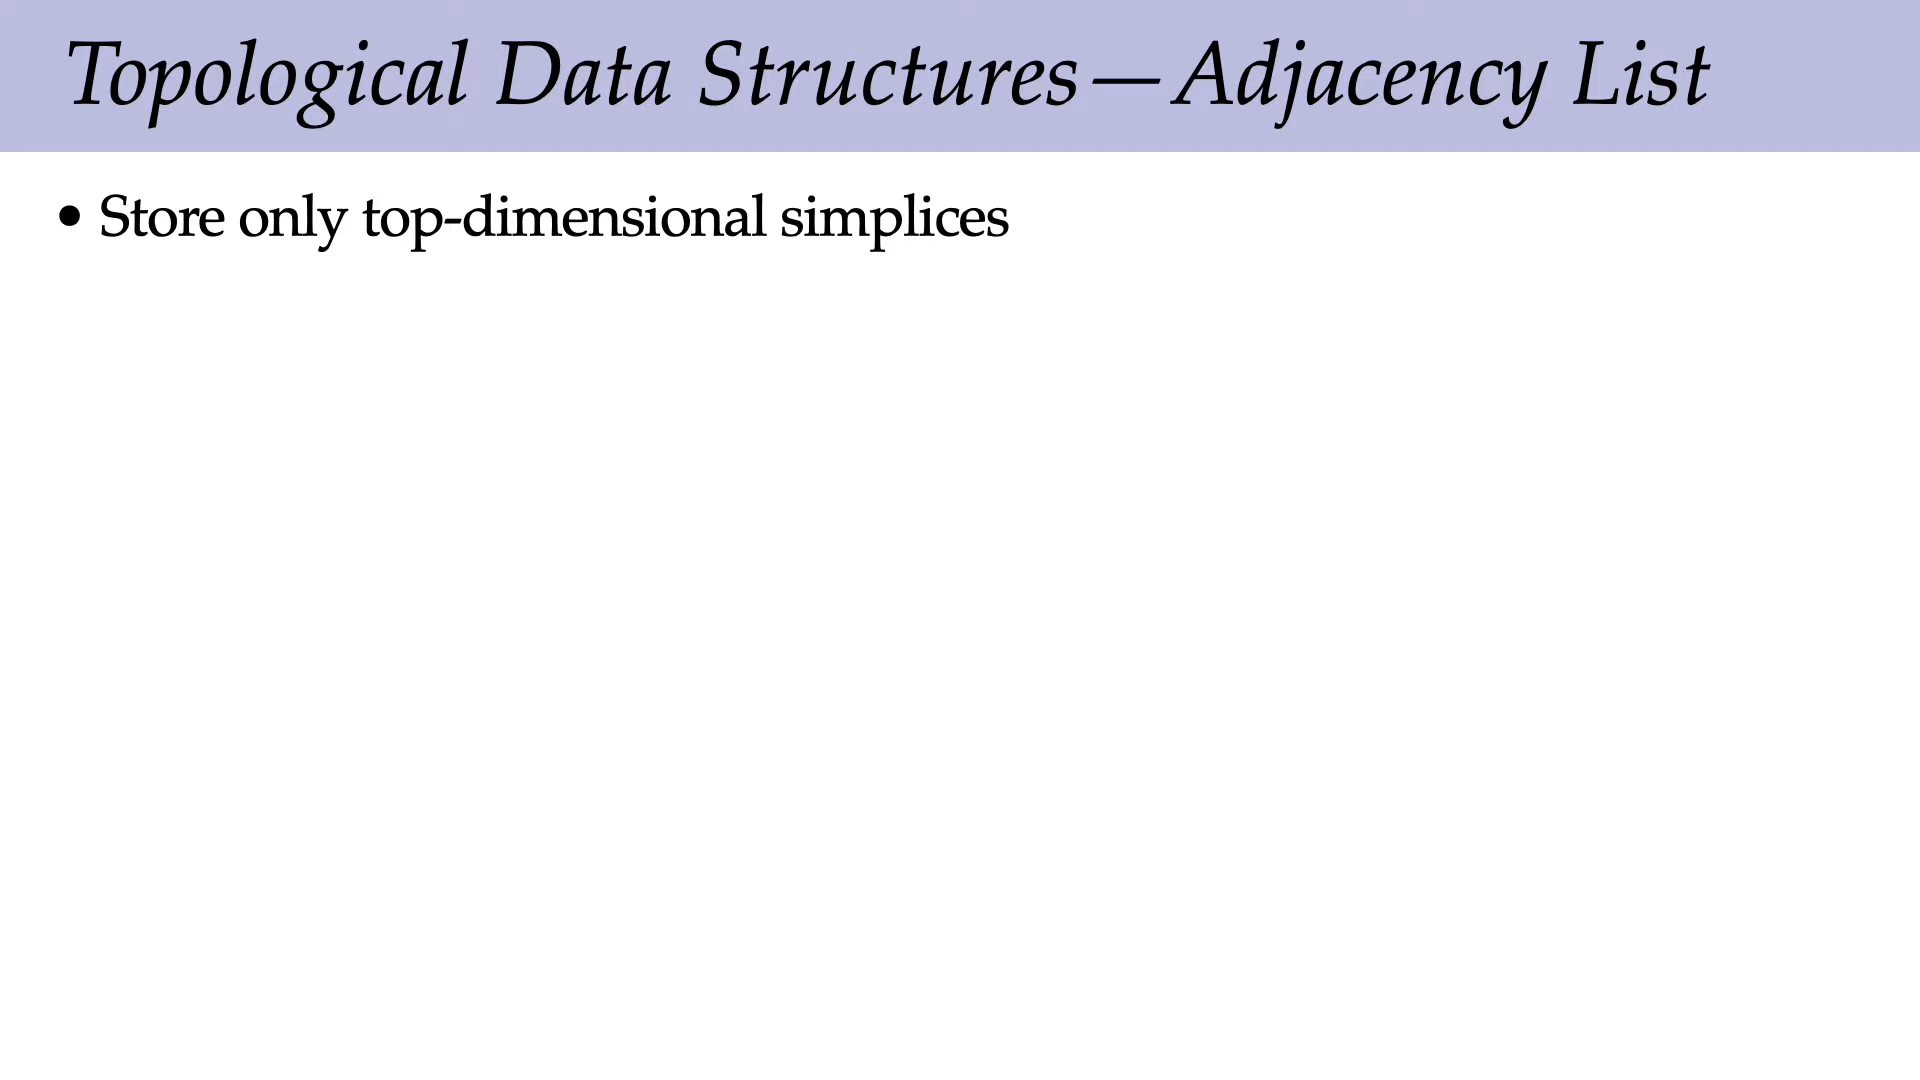 Topological Data Structures—Adjacency List
• Store only top-dimensional simplices